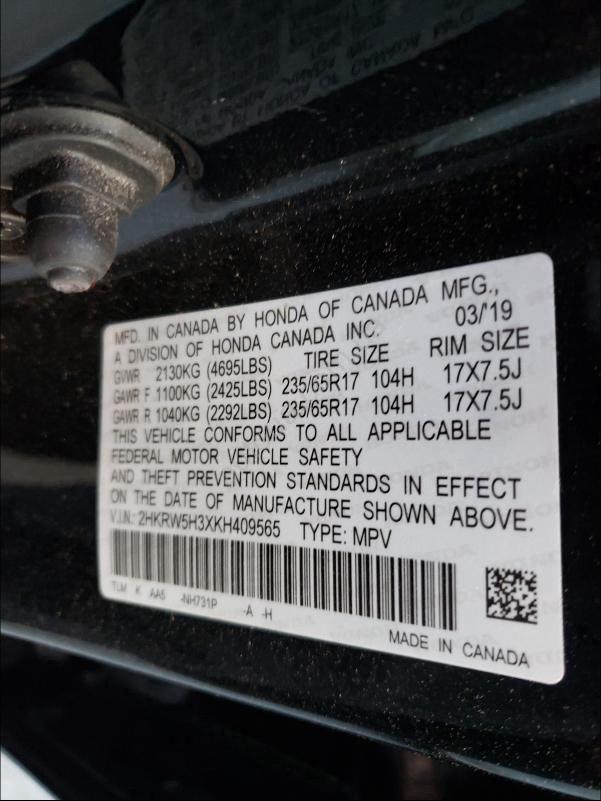 MFD. IN CANADA BY HONDA OF CANADA MFG.,
A DIVISION OF HONDA CANADA INC. 03/'19
GVWR 2130KG (4695LBS) TIRE SIZE RIM SIZE
GAWR F 1100KG (2425LBS) 235/65R17 104H 17X7.5J
GAWR R 1040KG (2292LBS) 235/65R17 104H 17X7.5J
THIS VEHICLE CONFORMS TO ALL APPLICABLE
FEDERAL MOTOR VEHICLE SAFETY
AND THEFT PREVENTION STANDARDS IN EFFECT
ON THE DATE OF MANUFACTURE SHOWN ABOVE.
V.I.N.: 2HKRW5H3XKH409565 TYPE: MPV
TLM K AA5 -NH731P -A -H
MADE IN CANADA